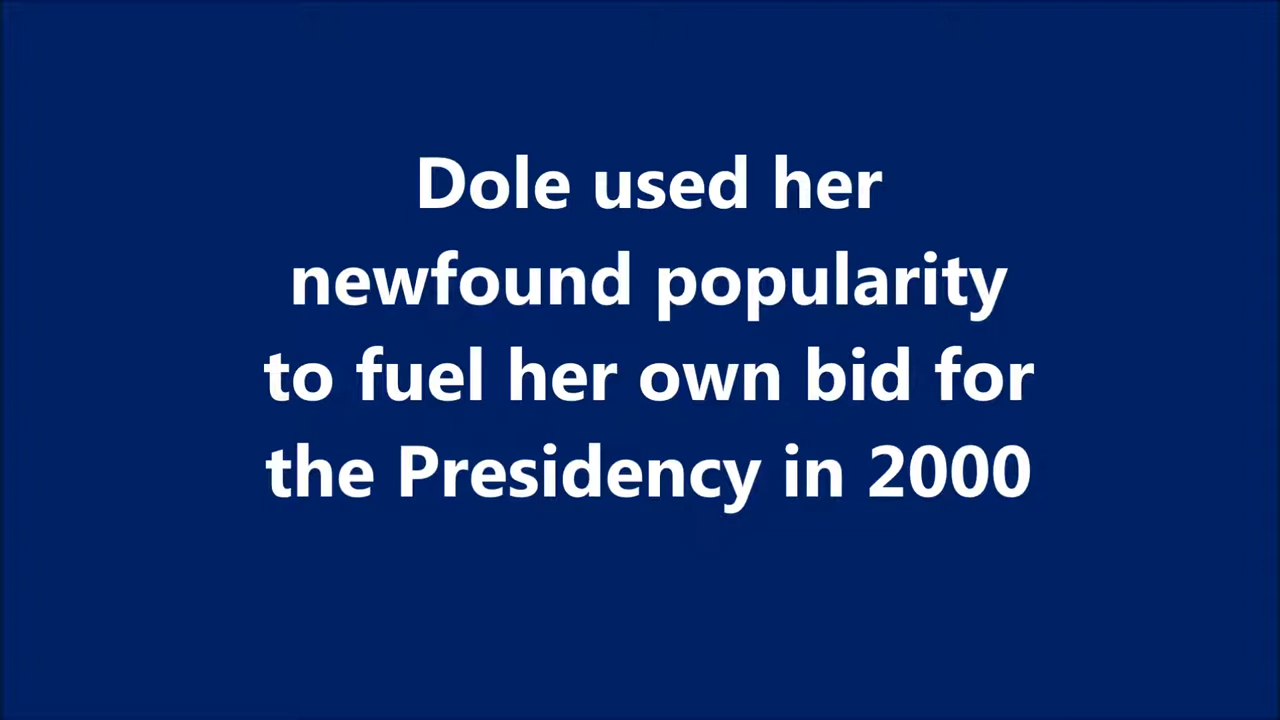 Dole used her
newfound popularity
to fuel her own bid for
the Presidency in 2000